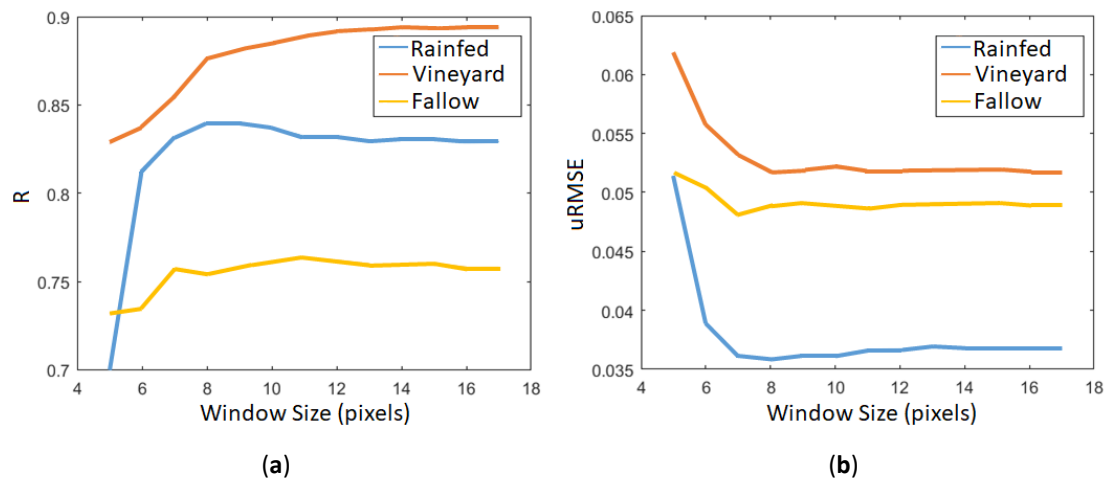 0.9
0.85
0.8
0.75
0.7
R
4 6 8 10 12 14 16 18
Window Size (pixels)
Rainfed
Vineyard
Fallow
(a)
0.065
0.06
0.055
0.05
0.045
0.04
0.035
uRMSE
4 6 8 10 12 14 16 18
Window Size (pixels)
Rainfed
Vineyard
Fallow
(b)